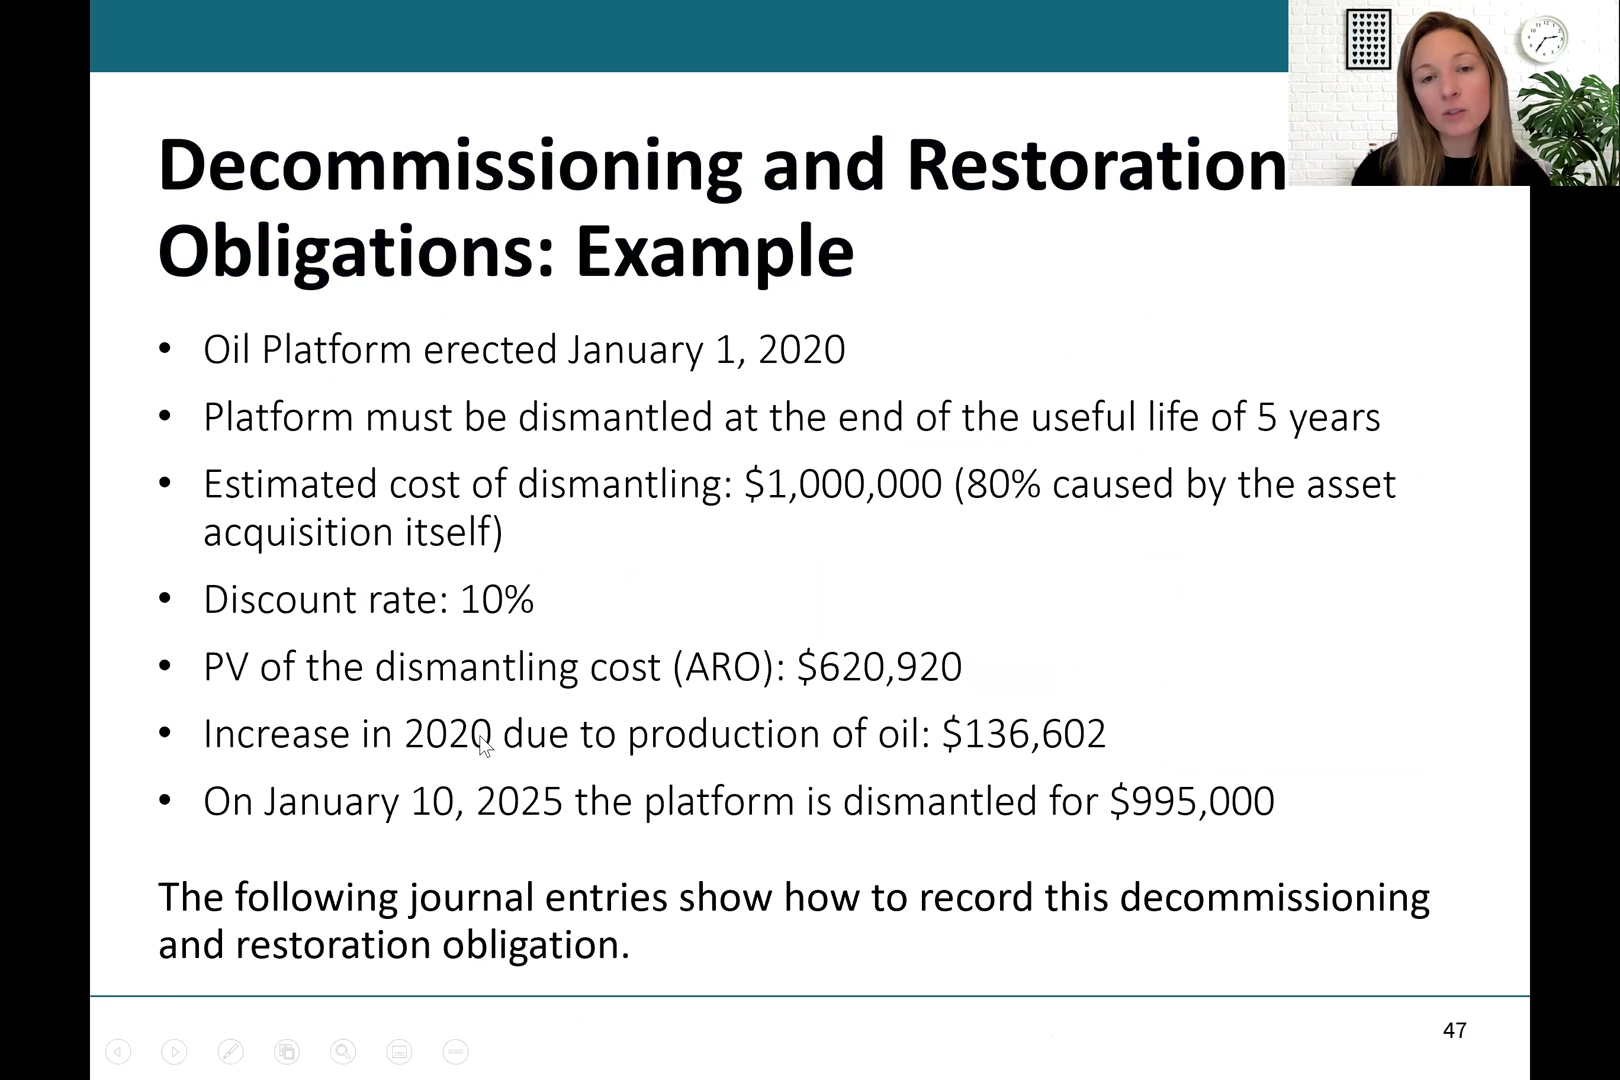 Decommissioning and Restoration
Obligations: Example
• Oil Platform erected January 1, 2020
• Platform must be dismantled at the end of the useful life of 5 years
• Estimated cost of dismantling: $1,000,000 (80% caused by the asset
acquisition itself)
• Discount rate: 10%
• PV of the dismantling cost (ARO): $620,920
• Increase in 2020 due to production of oil: $136,602
• On January 10, 2025 the platform is dismantled for $995,000
The following journal entries show how to record this decommissioning
and restoration obligation.
47